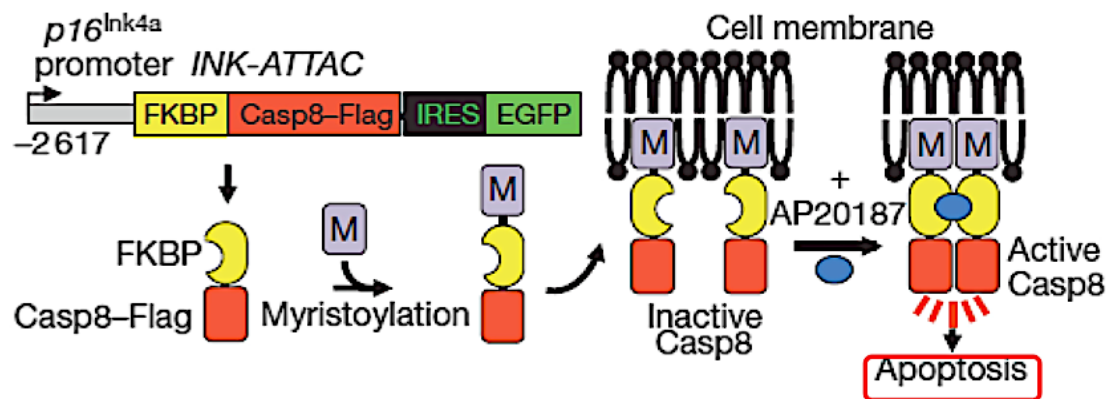 p16Ink4a
promoter INK-ATTAC
FKBP Casp8–Flag IRES EGFP
–2617
FKBP
Casp8–Flag
M
Myristoylation
M
Cell membrane
M M
Inactive
Casp8
+
AP20187
M M
Active
Casp8
Apoptosis